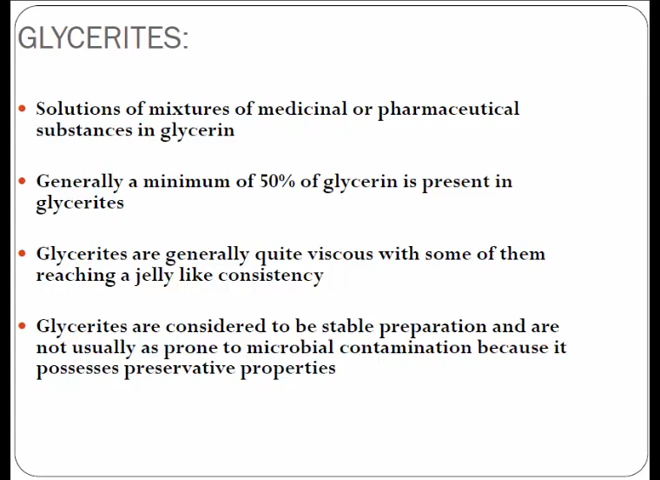 GLYCERITES:
Solutions of mixtures of medicinal or pharmaceutical
substances in glycerin
Generally a minimum of 50% of glycerin is present in
glycerites
Glycerites are generally quite viscous with some of them
reaching a jelly like consistency
Glycerites are considered to be stable preparation and are
not usually as prone to microbial contamination because it
possesses preservative properties